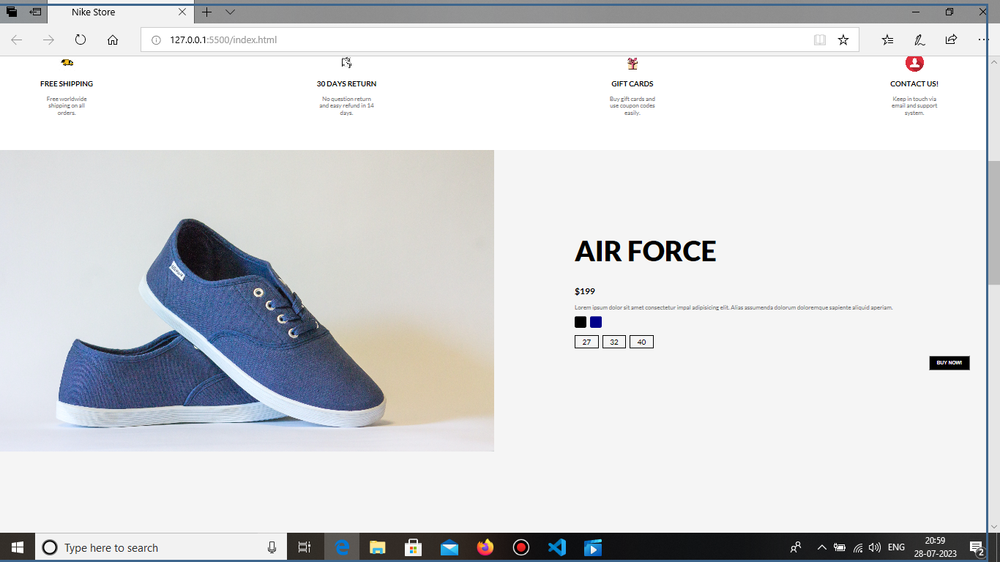 Nike Store
127.0.0.1:5500/index.html
FREE SHIPPING
Free worldwide
shipping on all
orders.
30 DAYS RETURN
No question return
and easy refund in 14
days.
GIFT CARDS
Buy gift cards and
use coupon codes
easily.
CONTACT US!
Keep in touch via
email and support
system.
AIR FORCE
$199
Lorem ipsum dolor sit amet consectetur impal adipisicing elit. Alias assumenda dolorum doloremque sapiente aliquid aperiam.
27 32 40
BUY NOW!
Type here to search
ENG
20:59
28-07-2023
2